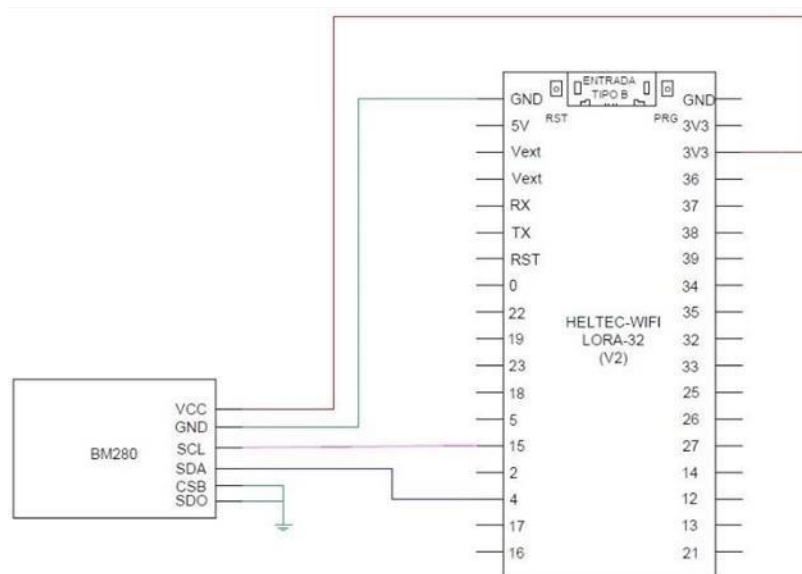 ENTRADA
TIPO B
RST
PRG
GND
5V
Vext
Vext
RX
TX
RST
0
22
19
23
18
5
15
2
4
17
16
GND
3V3
3V3
36
37
38
39
34
35
32
33
25
26
27
14
12
13
21
HELTEC-WIFI
LORA-32
(V2)
BM280
VCC
GND
SCL
SDA
CSB
SDO